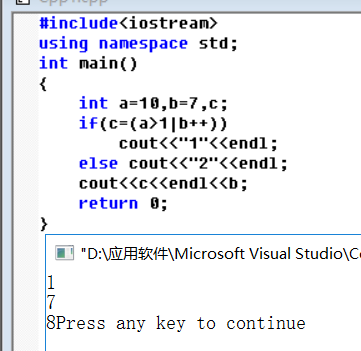 #include<iostream>
using namespace std;
int main()
{
    int a=10,b=7,c;
    if(c=(a>1|b++))
        cout<<"1"<<endl;
    else cout<<"2"<<endl;
    cout<<c<<endl<<b;
    return 0;
}
"D:\应用软件\Microsoft Visual Studio\C
1
7
8Press any key to continue